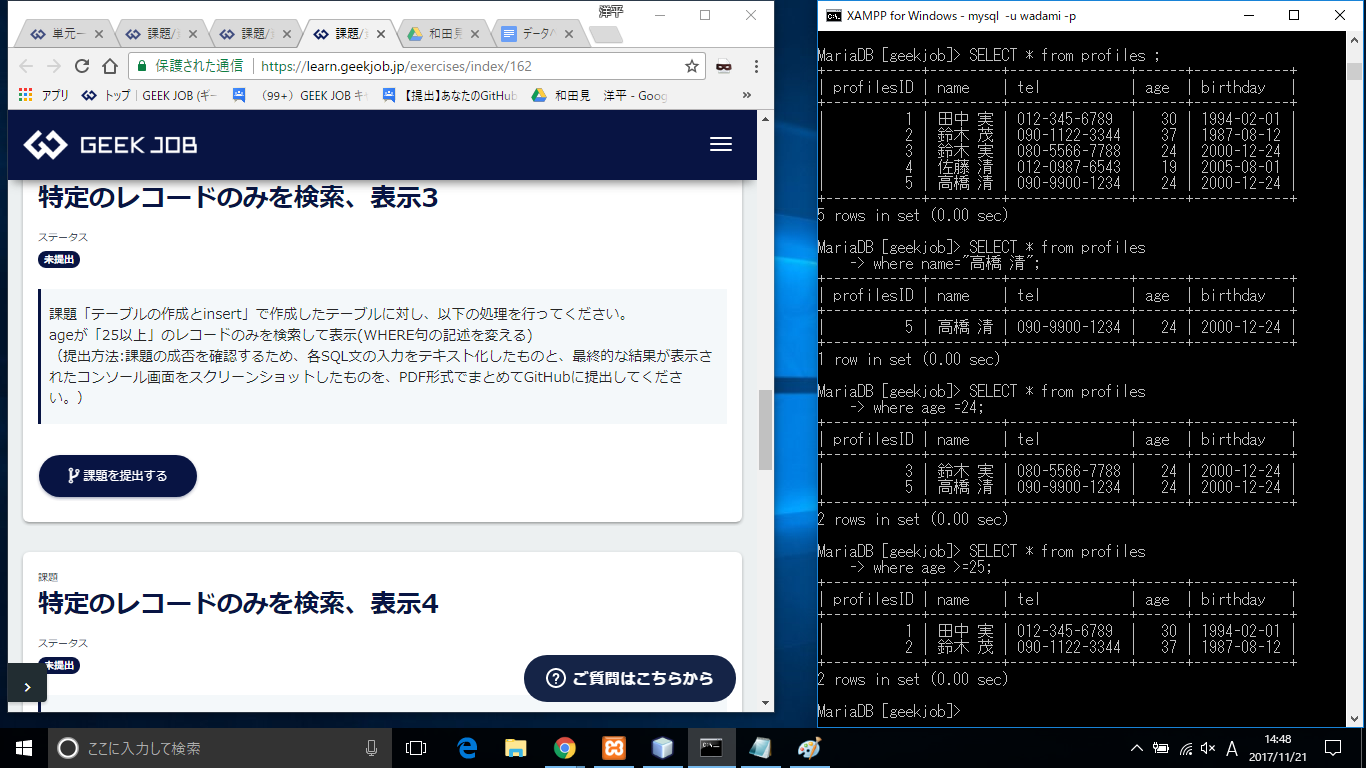 洋平
単元一
課題/
課題/
課題/
和田見
データベ
保護された通信
https://learn.geekjob.jp/exercises/index/162
アプリ
トップ | GEEK JOB (ギー
（99+）GEEK JOB キャ
【提出】あなたのGitHub
和田見　洋平 - Goog
»
GEEK JOB
特定のレコードのみを検索、表示3
ステータス
未提出
課題「テーブルの作成とinsert」で作成したテーブルに対し、以下の処理を行ってください。
ageが「25以上」のレコードのみを検索して表示(WHERE句の記述を変える)
（提出方法:課題の成否を確認するため、各SQL文の入力をテキスト化したものと、最終的な結果が表示さ
れたコンソール画面をスクリーンショットしたものを、PDF形式でまとめてGitHubに提出してくださ
い。）
課題を提出する
課題
特定のレコードのみを検索、表示4
ステータス
未提出
ご質問はこちらから
XAMPP for Windows - mysql -u wadami -p
MariaDB [geekjob]> SELECT * from profiles ;
+------------+---------+---------------+------+------------+
| profilesID | name | tel | age | birthday |
+------------+---------+---------------+------+------------+
| 1 | 田中 実 | 012-345-6789 | 30 | 1994-02-01 |
| 2 | 鈴木 茂 | 090-1122-3344 | 37 | 1987-08-12 |
| 3 | 鈴木 実 | 080-5566-7788 | 24 | 2000-12-24 |
| 4 | 佐藤 清 | 012-0987-6543 | 19 | 2005-08-01 |
| 5 | 高橋 清 | 090-9900-1234 | 24 | 2000-12-24 |
+------------+---------+---------------+------+------------+
5 rows in set (0.00 sec)
MariaDB [geekjob]> SELECT * from profiles
-> where name="高橋 清";
+------------+---------+---------------+------+------------+
| profilesID | name | tel | age | birthday |
+------------+---------+---------------+------+------------+
| 5 | 高橋 清 | 090-9900-1234 | 24 | 2000-12-24 |
+------------+---------+---------------+------+------------+
1 row in set (0.00 sec)
MariaDB [geekjob]> SELECT * from profiles
-> where age =24;
+------------+---------+---------------+------+------------+
| profilesID | name | tel | age | birthday |
+------------+---------+---------------+------+------------+
| 3 | 鈴木 実 | 080-5566-7788 | 24 | 2000-12-24 |
| 5 | 高橋 清 | 090-9900-1234 | 24 | 2000-12-24 |
+------------+---------+---------------+------+------------+
2 rows in set (0.00 sec)
MariaDB [geekjob]> SELECT * from profiles
-> where age >=25;
+------------+---------+---------------+------+------------+
| profilesID | name | tel | age | birthday |
+------------+---------+---------------+------+------------+
| 1 | 田中 実 | 012-345-6789 | 30 | 1994-02-01 |
| 2 | 鈴木 茂 | 090-1122-3344 | 37 | 1987-08-12 |
+------------+---------+---------------+------+------------+
2 rows in set (0.00 sec)
MariaDB [geekjob]>
ここに入力して検索
A
14:48
2017/11/21